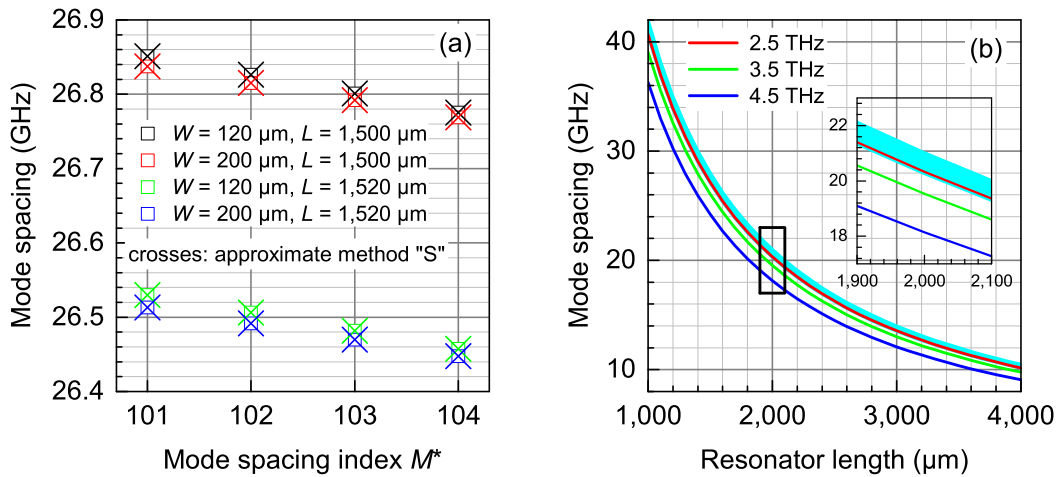 (a)
26.9
26.8
26.7
26.6
26.5
26.4
Mode spacing (GHz)
W = 120 µm, L = 1,500 µm
W = 200 µm, L = 1,500 µm
W = 120 µm, L = 1,520 µm
W = 200 µm, L = 1,520 µm
crosses: approximate method "S"
101 102 103 104
Mode spacing index M*
(b)
40
30
20
10
Mode spacing (GHz)
2.5 THz
3.5 THz
4.5 THz
22
20
18
1,900 2,000 2,100
1,000 2,000 3,000 4,000
Resonator length (µm)